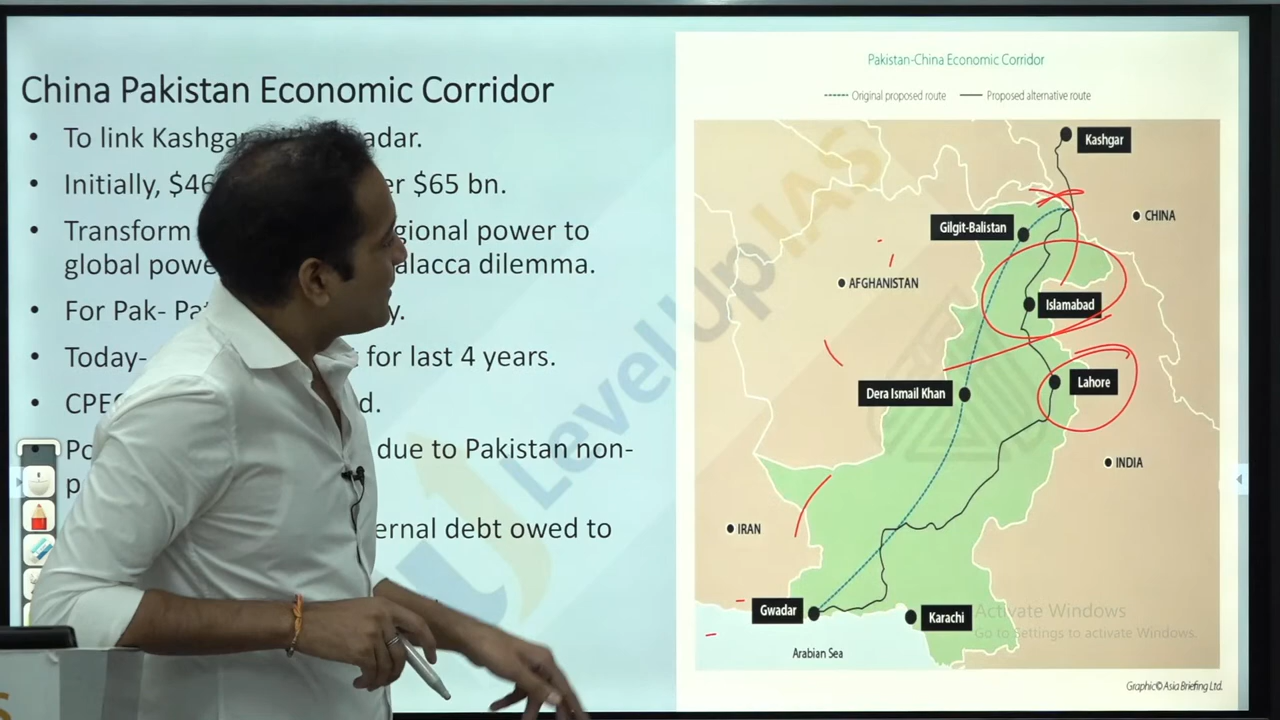 China Pakistan Economic Corridor
• To link Kashgar adar.
• Initially, $46 er $65 bn.
• Transform gional power to
global powe alacca dilemma.
• For Pak- Pa y.
• Today- for last 4 years.
• CPEC d.
Po due to Pakistan non-
p
ernal debt owed to
Pakistan-China Economic Corridor
Original proposed route Proposed alternative route
Kashgar
CHINA
Gilgit-Balistan
AFGHANISTAN
Islamabad
Lahore
Dera Ismail Khan
INDIA
IRAN
Gwadar
Karachi
Arabian Sea
Activate Windows
Go to Settings to activate Windows.
Graphic© Asia Briefing Ltd.
LevelUp IAS